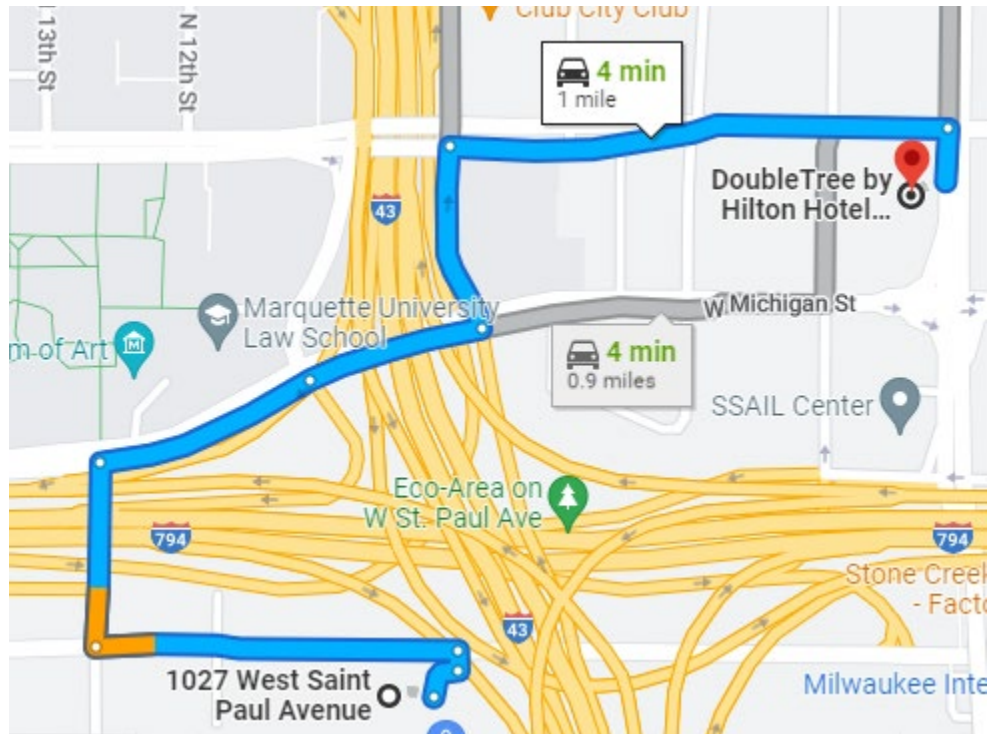 Club City Club
N 13th St
N 12th St
4 min
1 mile
DoubleTree by
Hilton Hotel...
43
Marquette University
Law School
W Michigan St
m of Art
4 min
0.9 miles
SSAIL Center
Eco-Area on
W St. Paul Ave
794
794
Stone Creek
- Facto
43
1027 West Saint
Paul Avenue
Milwaukee Inte